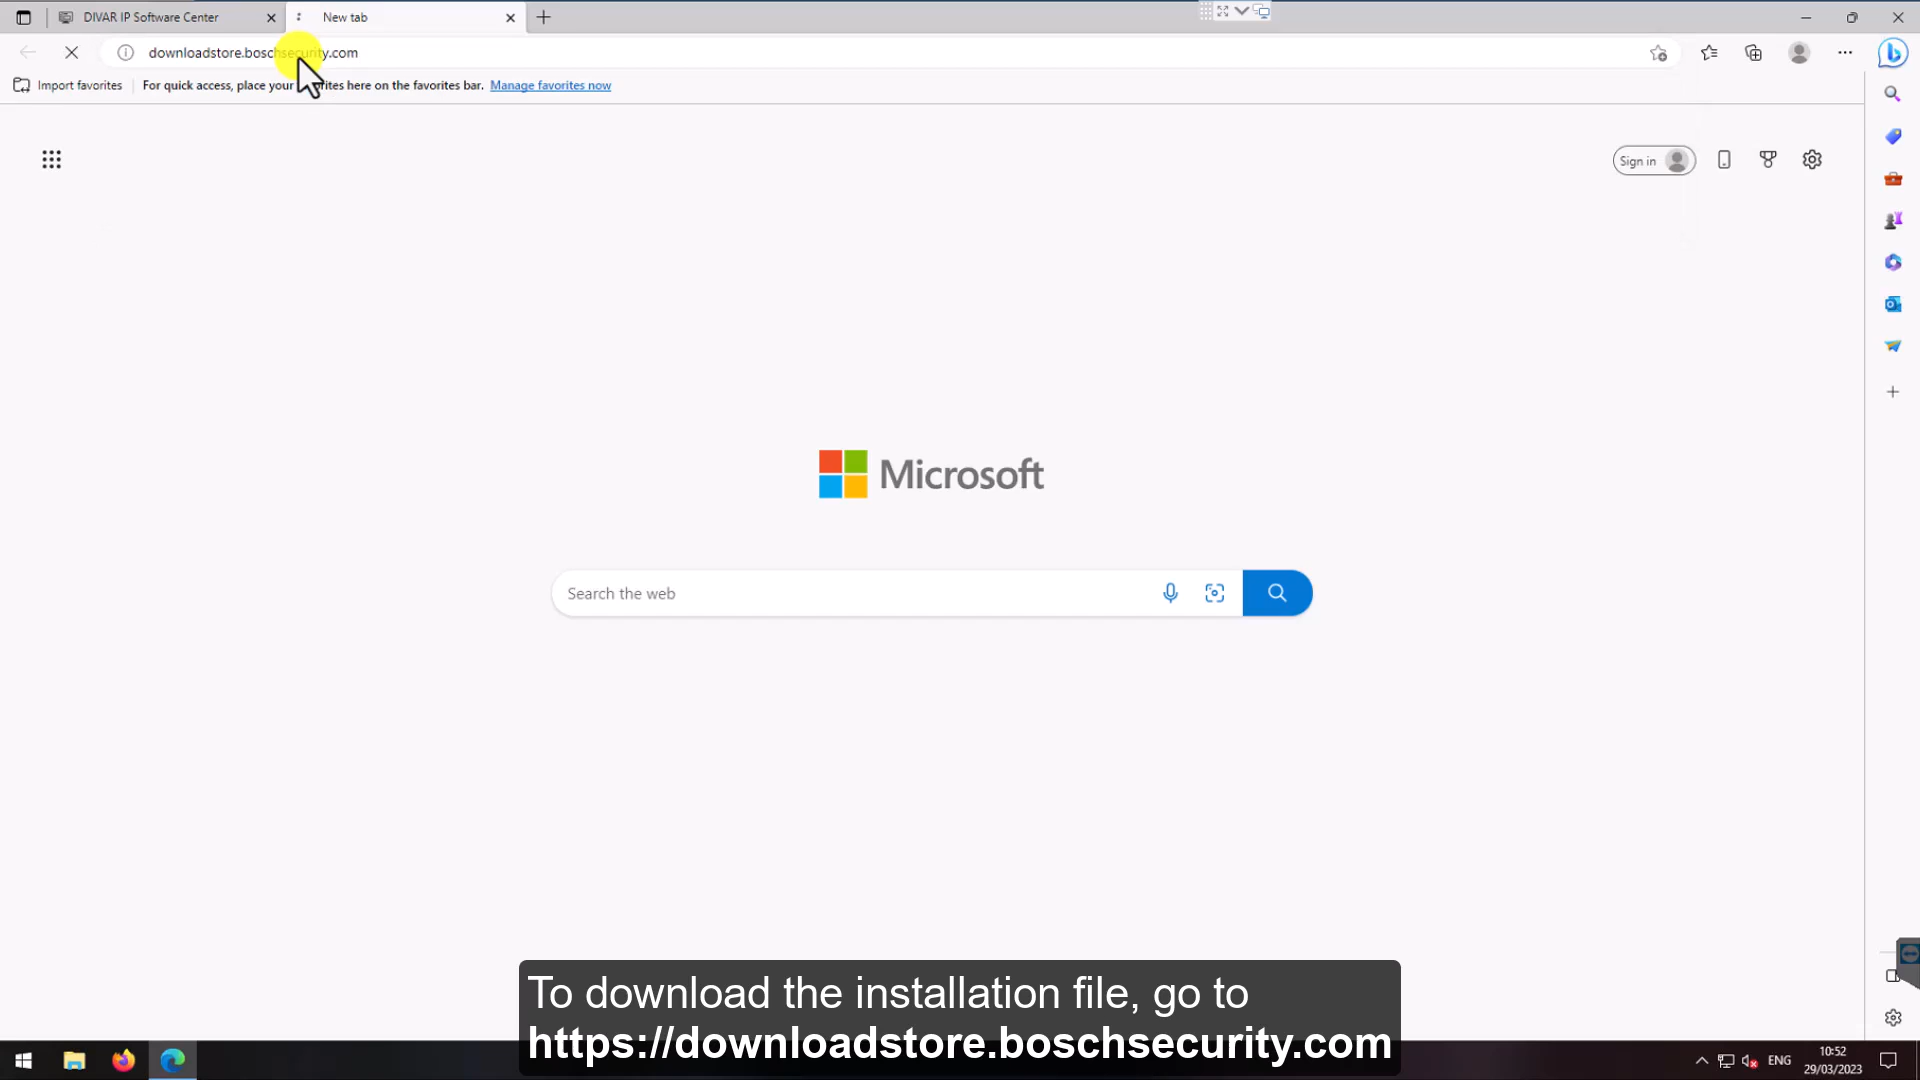 DIVAR IP Software Center
New tab
downloadstore.boschsecurity.com
Import favorites
For quick access, place your rites here on the favorites bar. Manage favorites now
Sign in
Microsoft
Search the web
To download the installation file, go to
https://downloadstore.boschsecurity.com
ENG
10:52
29/03/2023